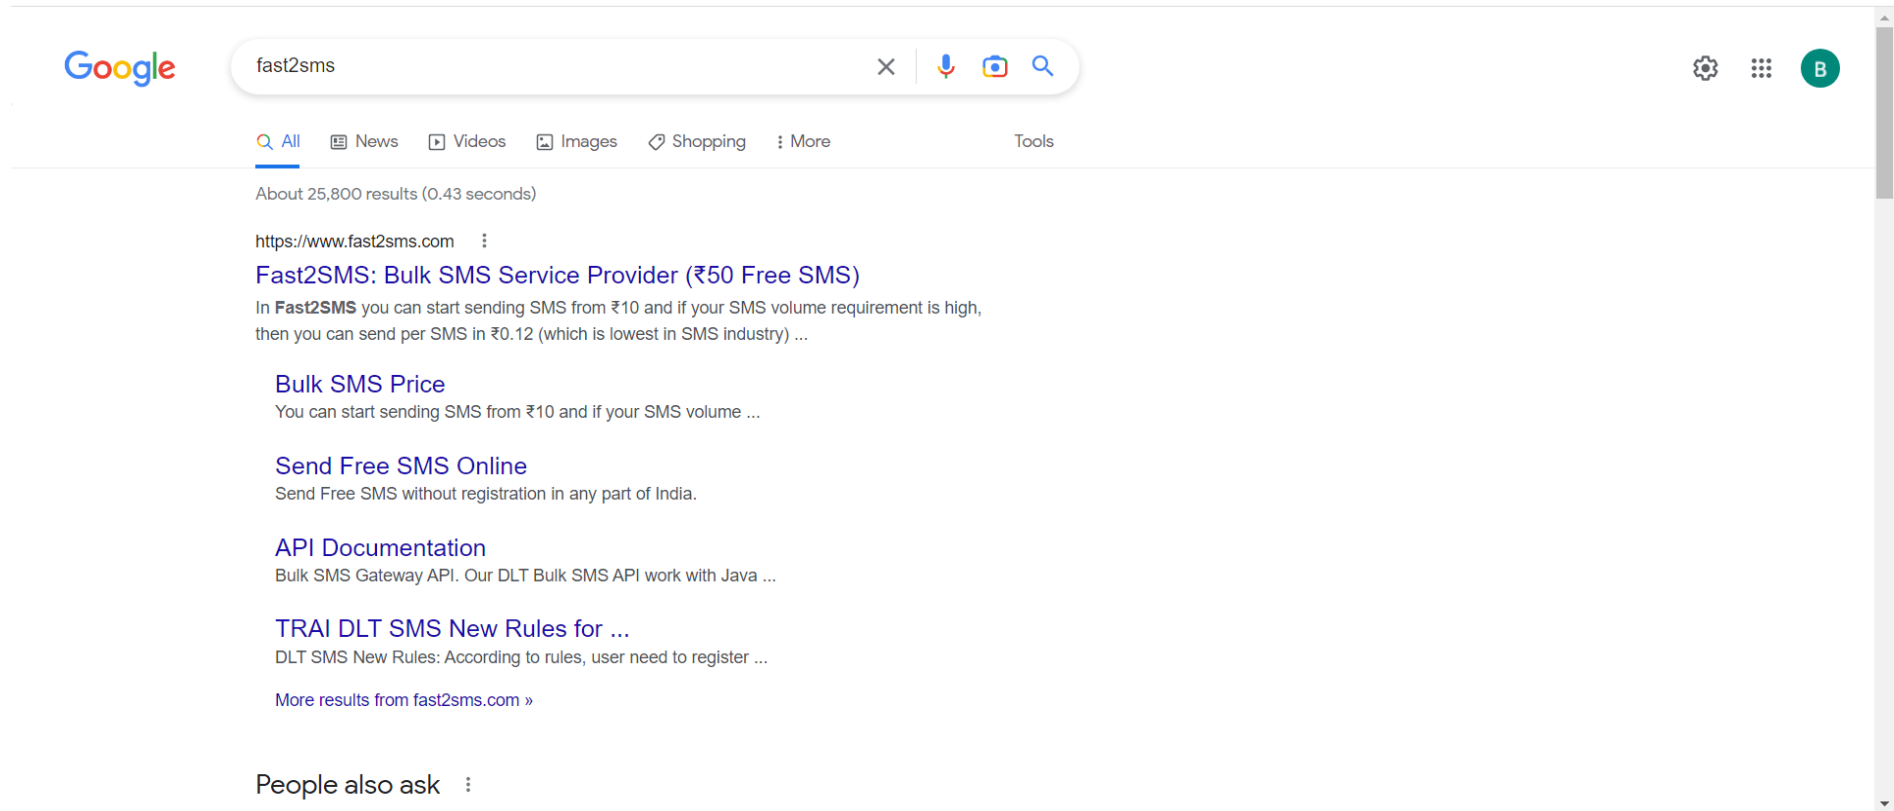 Google
fast2sms
All News Videos Images Shopping More Tools
About 25,800 results (0.43 seconds)
https://www.fast2sms.com
Fast2SMS: Bulk SMS Service Provider (₹50 Free SMS)
In Fast2SMS you can start sending SMS from ₹10 and if your SMS volume requirement is high,
then you can send per SMS in ₹0.12 (which is lowest in SMS industry) ...
Bulk SMS Price
You can start sending SMS from ₹10 and if your SMS volume ...
Send Free SMS Online
Send Free SMS without registration in any part of India.
API Documentation
Bulk SMS Gateway API. Our DLT Bulk SMS API work with Java ...
TRAI DLT SMS New Rules for ...
DLT SMS New Rules: According to rules, user need to register ...
More results from fast2sms.com »
People also ask
B